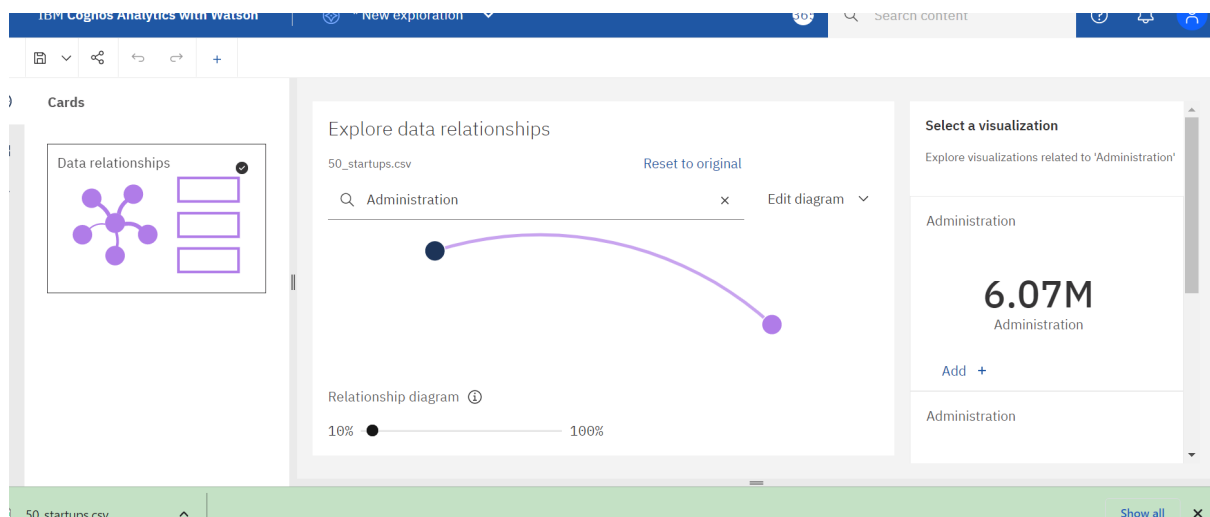 IBM Cognos Analytics with Watson
* New exploration
365
Search content
Cards
Data relationships
Explore data relationships
50_startups.csv
Reset to original
Administration
Edit diagram
Relationship diagram
10%
100%
Select a visualization
Explore visualizations related to 'Administration'
Administration
6.07M
Administration
Add +
Administration
50_startups.csv
Show all